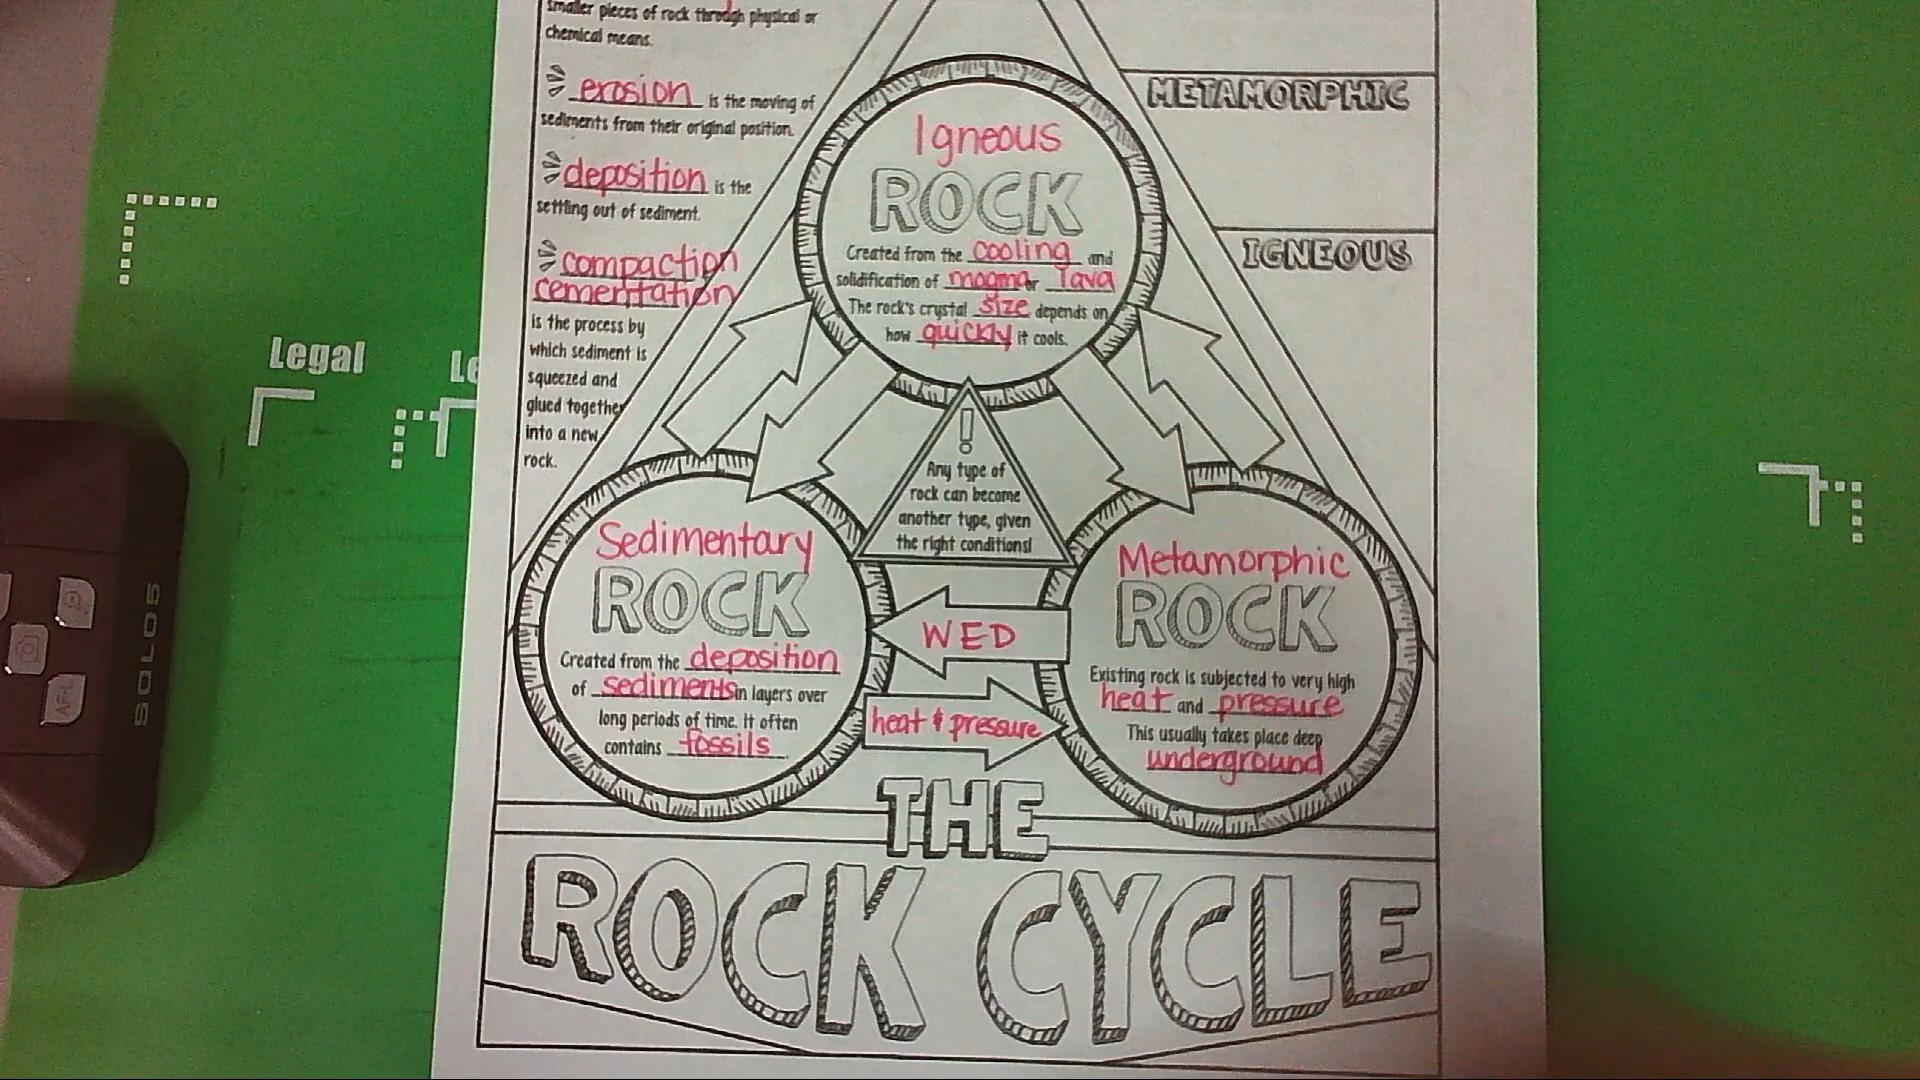 smaller pieces of rock through physical or
chemical means.
erosion is the moving of
sediments from their original position.
deposition is the
settling out of sediment.
compaction
cementation
is the process by
which sediment is
squeezed and
glued together
into a new
rock.
METAMORPHIC
IGNEOUS
Igneous
ROCK
Created from the cooling and
solidification of magma or lava
The rock's crystal size depends on
how quickly it cools.
!
Any type of
rock can become
another type, given
the right conditions!
Sedimentary
ROCK
Created from the deposition
of sediments in layers over
long periods of time. It often
contains fossils.
WED
heat & pressure
Metamorphic
ROCK
Existing rock is subjected to very high
heat and pressure
This usually takes place deep
underground
THE
ROCK CYCLE
Legal
Le
SOLO5
AF-L